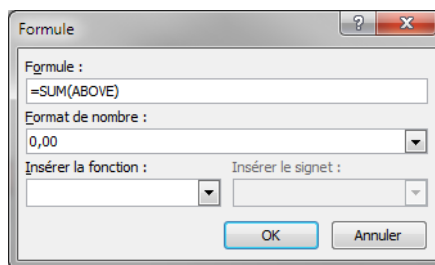 Formule
Formule :
=SUM(ABOVE)
Format de nombre :
0,00
Insérer la fonction :
Insérer le signet :
OK
Annuler